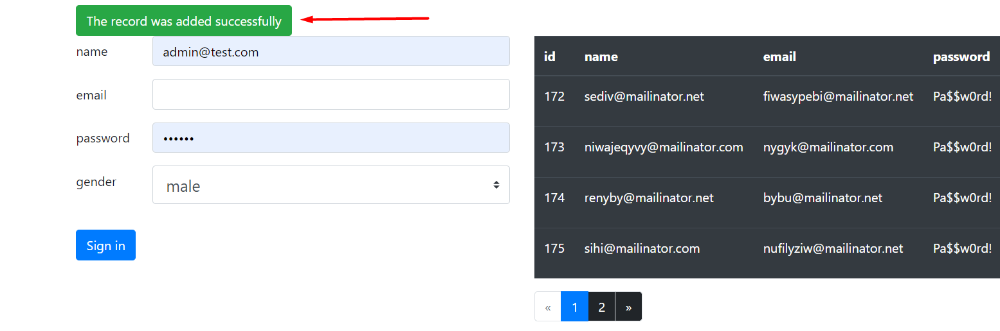 The record was added successfully
name admin@test.com
email
password ••••••
gender male
Sign in
id name email password
172 sediv@mailinator.net fiwasypebi@mailinator.net Pa$$w0rd!
173 niwajeqyvy@mailinator.com nygyk@mailinator.com Pa$$w0rd!
174 renyby@mailinator.net bybu@mailinator.net Pa$$w0rd!
175 sihi@mailinator.com nufilyziw@mailinator.net Pa$$w0rd!
« 1 2 »